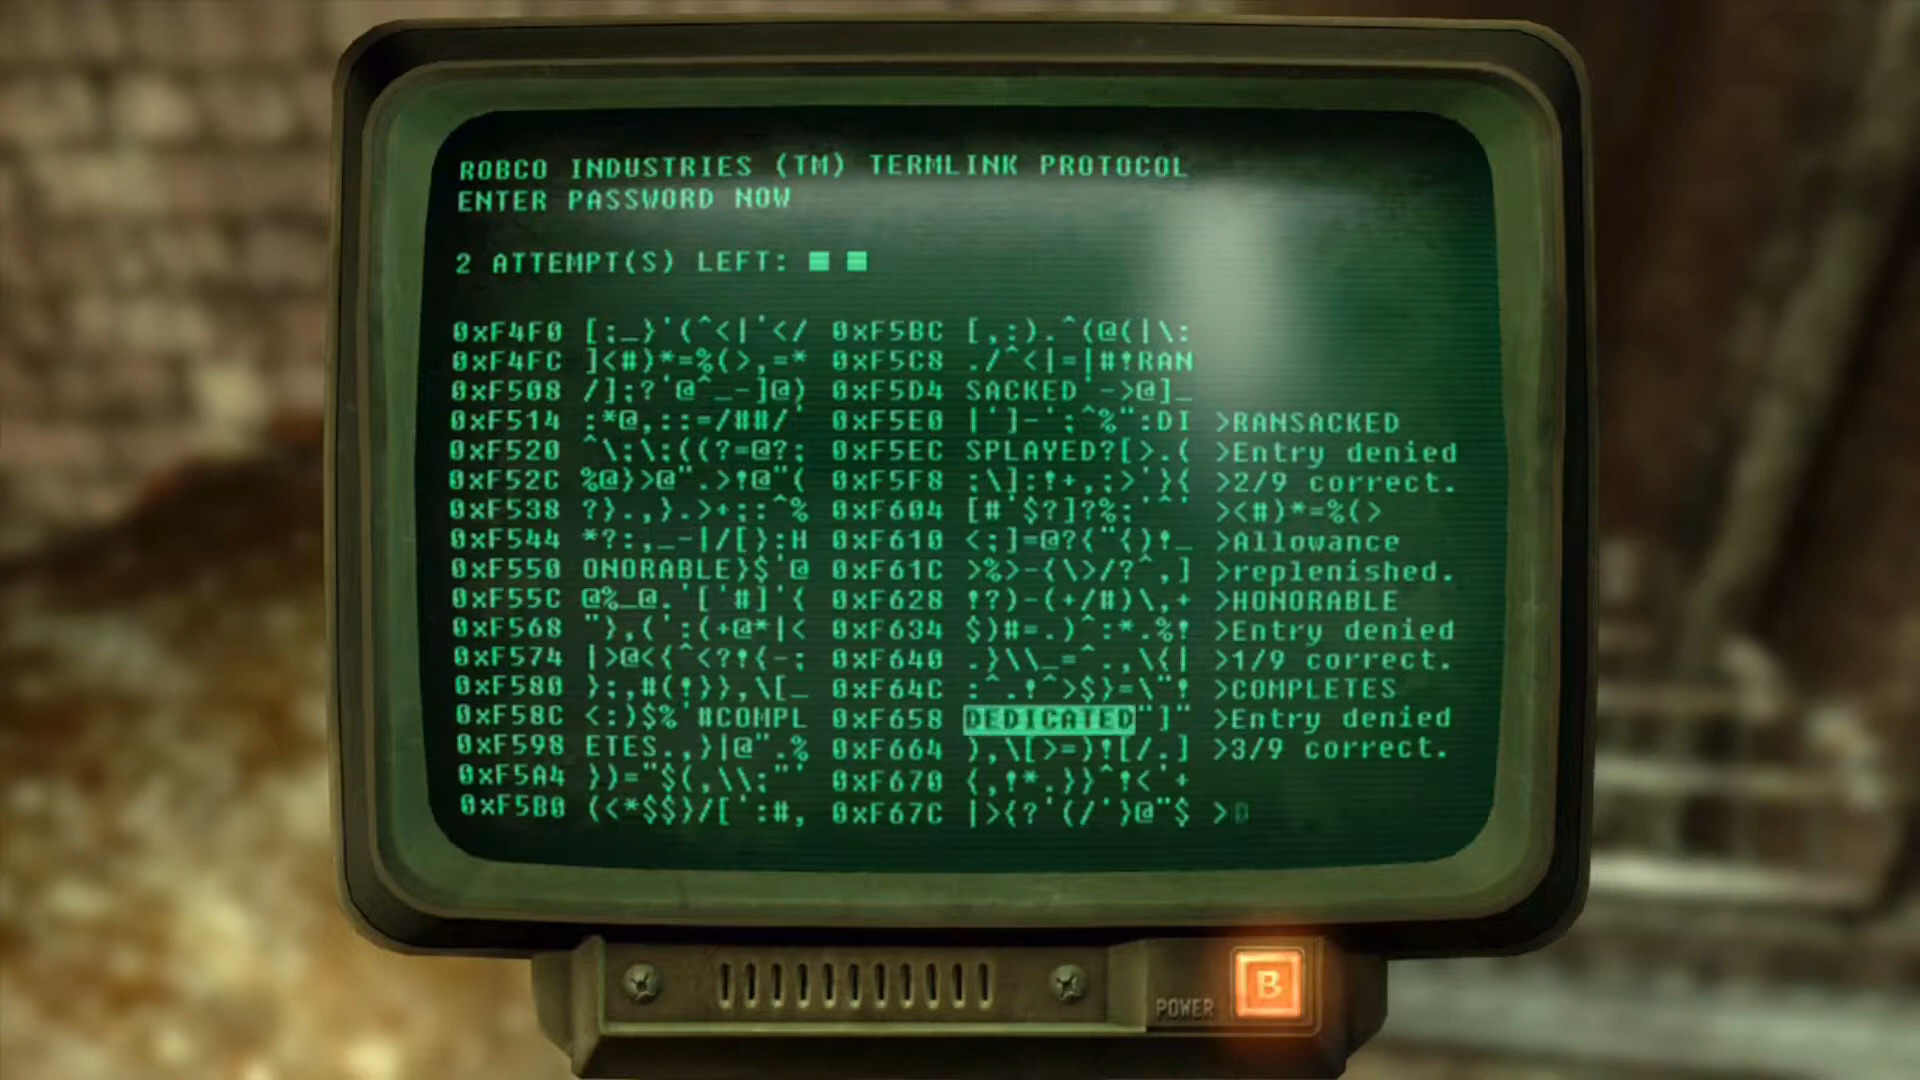 ROBCO INDUSTRIES (TM) TERMLINK PROTOCOL
ENTER PASSWORD NOW
2 ATTEMPT(S) LEFT: ■ ■
0xF4F0 [;_}'(^<|'</ 0xF5BC [,:).^(@(|\:
0xF4FC ]<#)*=%(>,=* 0xF5C8 ./^<|=|#!RAN
0xF508 /];?'@^_-]@) 0xF5D4 SACKED'->@]_
0xF514 :*@,::=/##/' 0xF5E0 |']-';^%":DI >RANSACKED
0xF520 ^\;\;((?=@?; 0xF5EC SPLAYED?[>.( >Entry denied
0xF52C %@}>@".>!@"( 0xF5F8 ;\]:!+,;>'}{ >2/9 correct.
0xF538 ?}.,}.>+;:^% 0xF604 [#'$?]?%;'^' ><#)*=%(>
0xF544 *?:,_-|/[}:H 0xF610 <;]=@?{"{)!_ >Allowance
0xF550 ONORABLE}$'@ 0xF61C >%>-{\>/?^,] >replenished.
0xF55C @%_@.'['#]'{ 0xF628 !?)-(+/#)\,+ >HONORABLE
0xF568 "},(':(+@*|< 0xF634 $)#=.)^:*.%! >Entry denied
0xF574 |>@<{^<?!{-; 0xF640 .}\\_=^.,\{| >1/9 correct.
0xF580 }:,#(!}},\[_ 0xF64C :^.!^>$}=\"! >COMPLETES
0xF58C <:)$%'#COMPL 0xF658 DEDICATED"]" >Entry denied
0xF598 ETES.,}|@".% 0xF664 ),\[>=)![/.] >3/9 correct.
0xF5A4 })="$(,\\;"' 0xF670 {,!*.}}^!<'+
0xF5B0 (<*$$}/[':#, 0xF67C |>{?'(/'}@"$ >D
POWER B